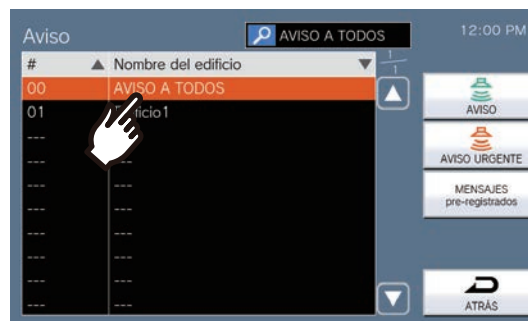 Aviso
AVISO A TODOS
12:00 PM
# ▲ Nombre del edificio ▼
1/1
00 AVISO A TODOS
01
---
--- ---
--- ---
--- ---
--- ---
--- ---
--- ---
--- ---
AVISO
AVISO URGENTE
MENSAJES
pre-registrados
ATRÁS